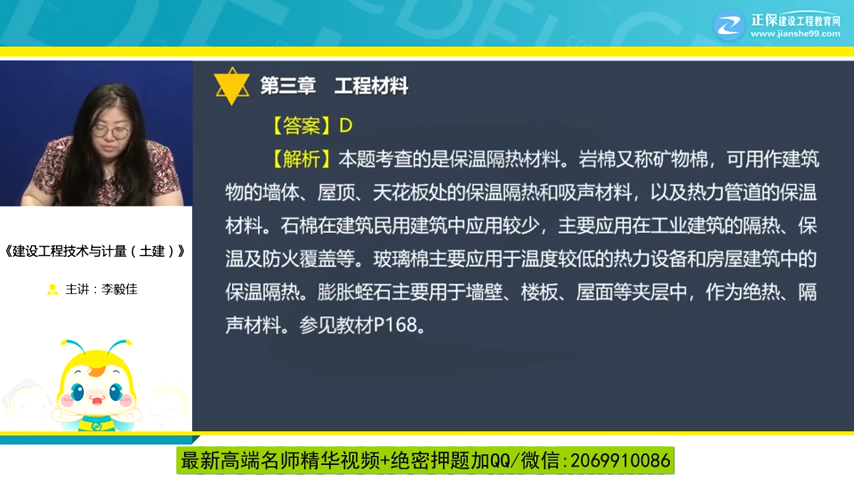 正保建设工程教育网
www.jianshe99.com
第三章 工程材料
【答案】D
【解析】本题考查的是保温隔热材料。岩棉又称矿物棉，可用作建筑
物的墙体、屋顶、天花板处的保温隔热和吸声材料，以及热力管道的保温
材料。石棉在建筑民用建筑中应用较少，主要应用在工业建筑的隔热、保
温及防火覆盖等。玻璃棉主要应用于温度较低的热力设备和房屋建筑中的
保温隔热。膨胀蛭石主要用于墙壁、楼板、屋面等夹层中，作为绝热、隔
声材料。参见教材P168。
《建设工程技术与计量（土建）》
主讲：李毅佳
最新高端名师精华视频+绝密押题加QQ/微信:2069910086